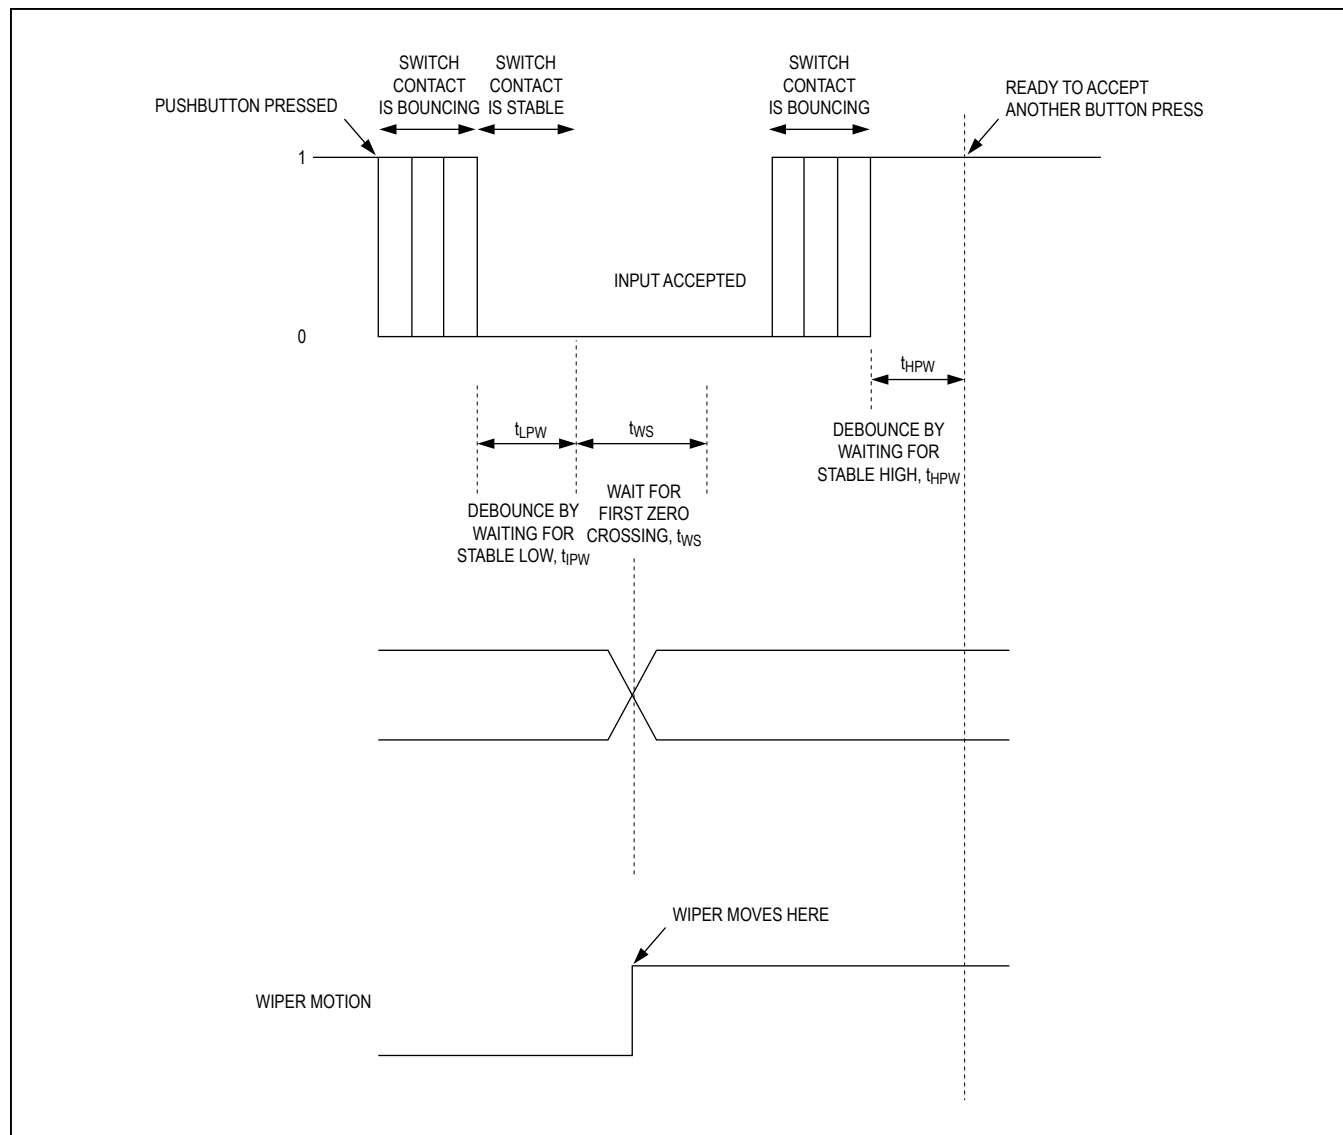 SWITCH
CONTACT
IS BOUNCING
SWITCH
CONTACT
IS STABLE
SWITCH
CONTACT
IS BOUNCING
READY TO ACCEPT
ANOTHER BUTTON PRESS
PUSHBUTTON PRESSED
1
INPUT ACCEPTED
0
tHPW
tLPW
tWS
DEBOUNCE BY
WAITING FOR
STABLE HIGH, tHPW
WAIT FOR
FIRST ZERO
CROSSING, tWS
DEBOUNCE BY
WAITING FOR
STABLE LOW, tIPW
WIPER MOVES HERE
WIPER MOTION